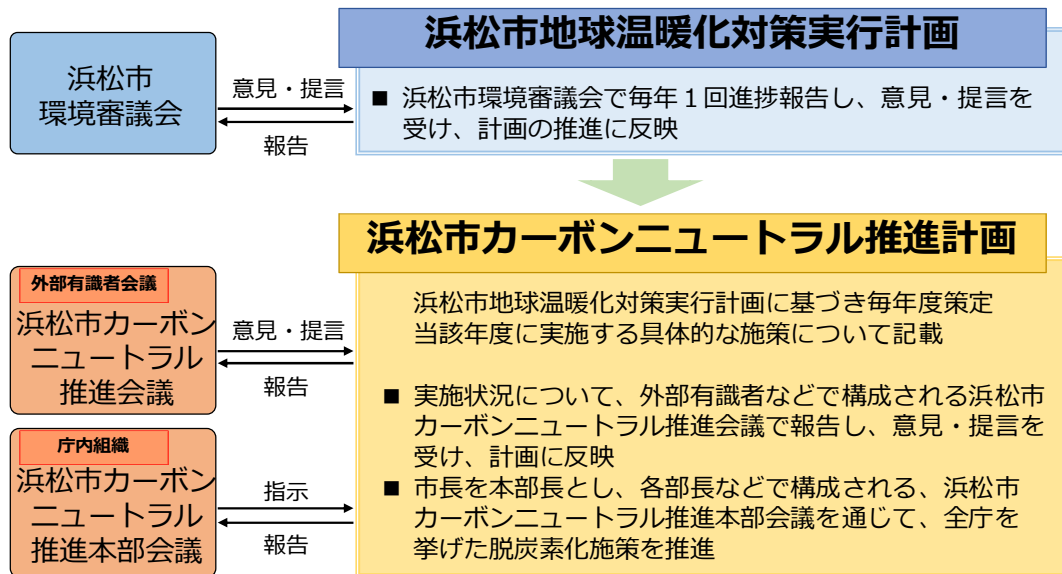 浜松市地球温暖化対策実行計画
浜松市
環境審議会
意見・提言
報告
■ 浜松市環境審議会で毎年１回進捗報告し、意見・提言を
受け、計画の推進に反映
浜松市カーボンニュートラル推進計画
外部有識者会議
浜松市カーボン
ニュートラル
推進会議
意見・提言
報告
浜松市地球温暖化対策実行計画に基づき毎年度策定
当該年度に実施する具体的な施策について記載
■ 実施状況について、外部有識者などで構成される浜松市
カーボンニュートラル推進会議で報告し、意見・提言を
受け、計画に反映
庁内組織
浜松市カーボン
ニュートラル
推進本部会議
指示
報告
■ 市長を本部長とし、各部長などで構成される、浜松市
カーボンニュートラル推進本部会議を通じて、全庁を
挙げた脱炭素化施策を推進